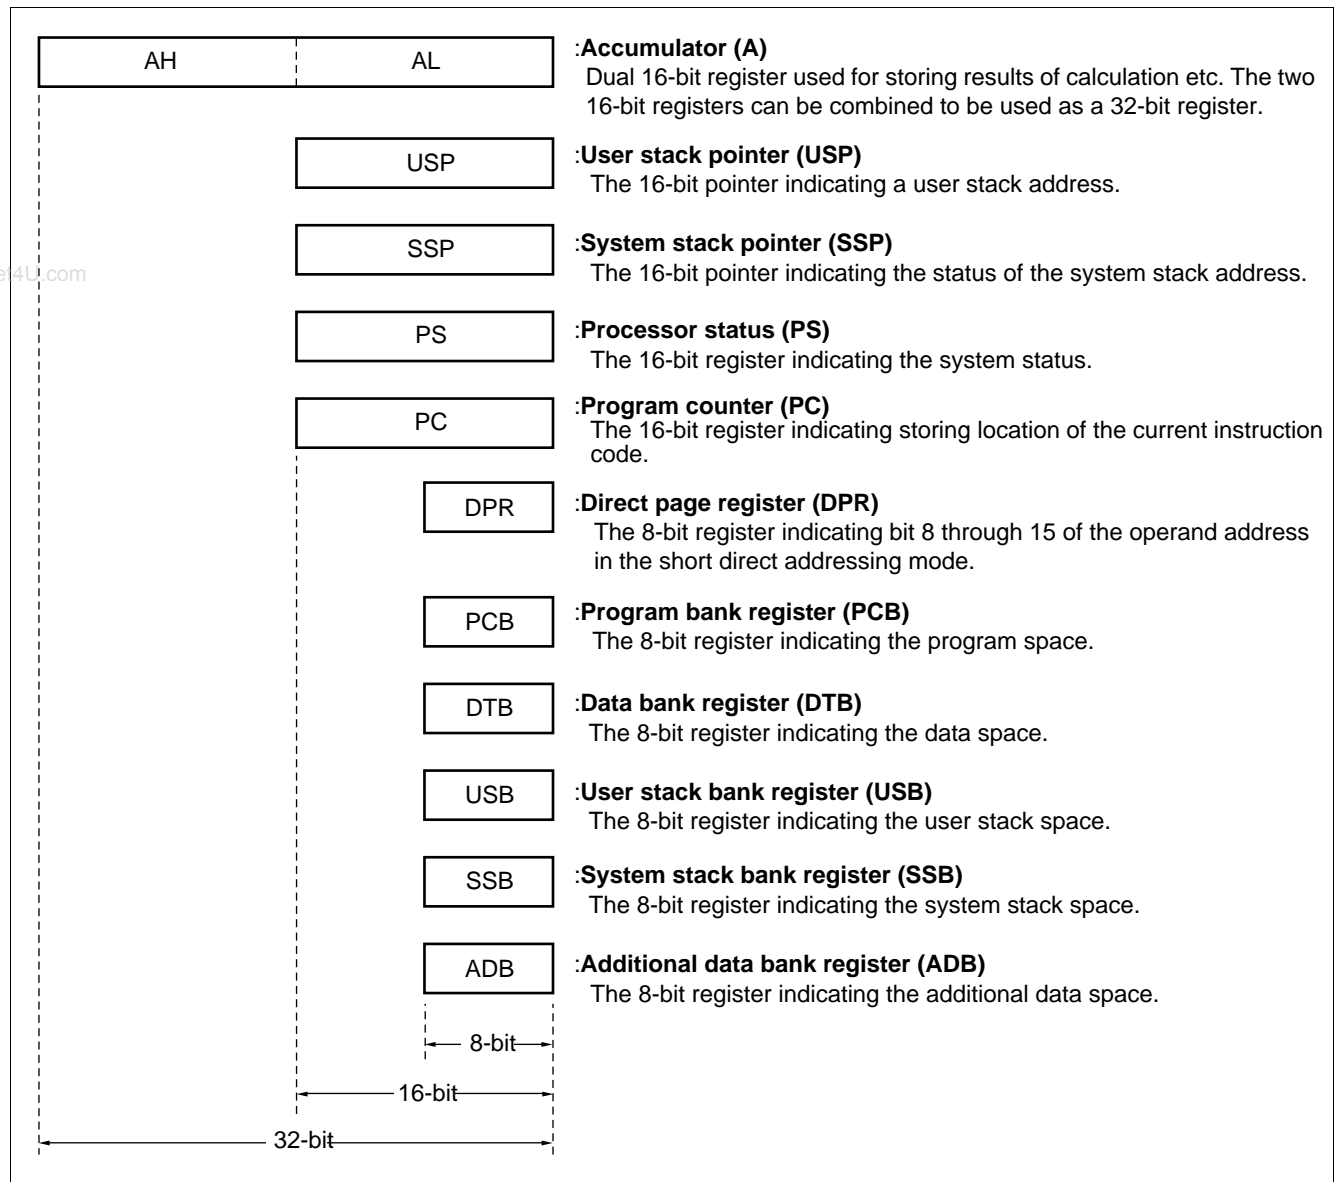 AH AL :Accumulator (A)
Dual 16-bit register used for storing results of calculation etc. The two
16-bit registers can be combined to be used as a 32-bit register.
USP :User stack pointer (USP)
The 16-bit pointer indicating a user stack address.
SSP :System stack pointer (SSP)
The 16-bit pointer indicating the status of the system stack address.
et4U.com
PS :Processor status (PS)
The 16-bit register indicating the system status.
PC :Program counter (PC)
The 16-bit register indicating storing location of the current instruction
code.
DPR :Direct page register (DPR)
The 8-bit register indicating bit 8 through 15 of the operand address
in the short direct addressing mode.
PCB :Program bank register (PCB)
The 8-bit register indicating the program space.
DTB :Data bank register (DTB)
The 8-bit register indicating the data space.
USB :User stack bank register (USB)
The 8-bit register indicating the user stack space.
SSB :System stack bank register (SSB)
The 8-bit register indicating the system stack space.
ADB :Additional data bank register (ADB)
The 8-bit register indicating the additional data space.
8-bit
16-bit
32-bit